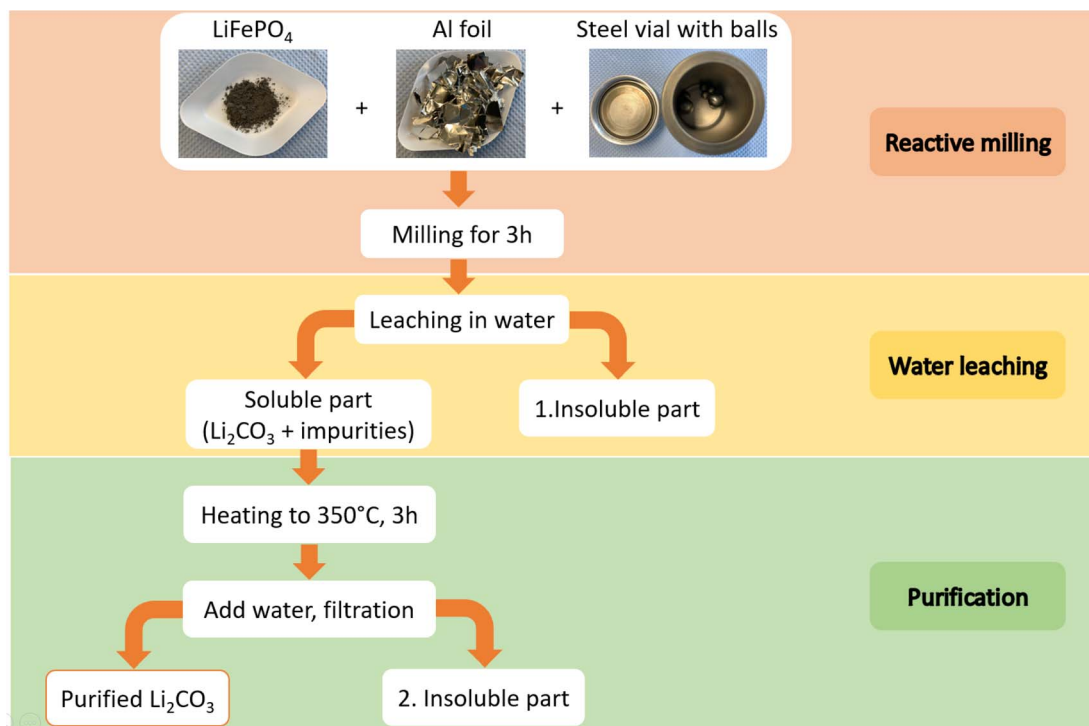 LiFePO₄
Al foil
Steel vial with balls
+
+
Reactive milling
Milling for 3h
Leaching in water
Water leaching
Soluble part
(Li₂CO₃ + impurities)
1.Insoluble part
Heating to 350°C, 3h
Add water, filtration
Purification
Purified Li₂CO₃
2. Insoluble part